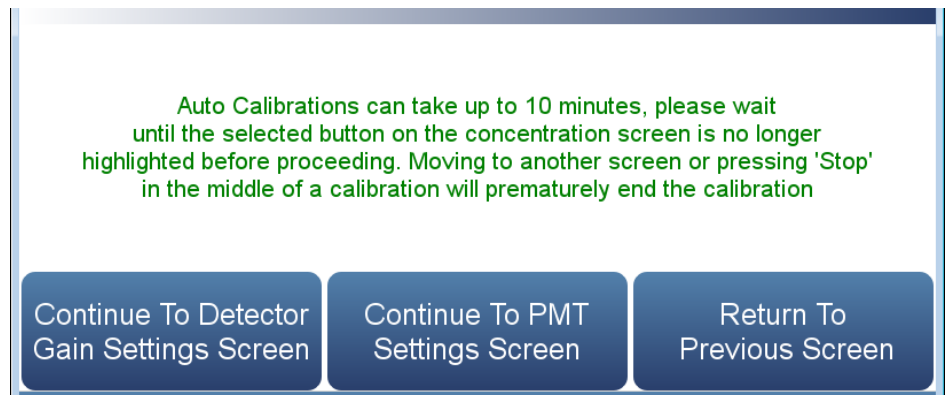 Auto Calibrations can take up to 10 minutes, please wait
until the selected button on the concentration screen is no longer
highlighted before proceeding. Moving to another screen or pressing 'Stop'
in the middle of a calibration will prematurely end the calibration
Continue To Detector
Gain Settings Screen
Continue To PMT
Settings Screen
Return To
Previous Screen